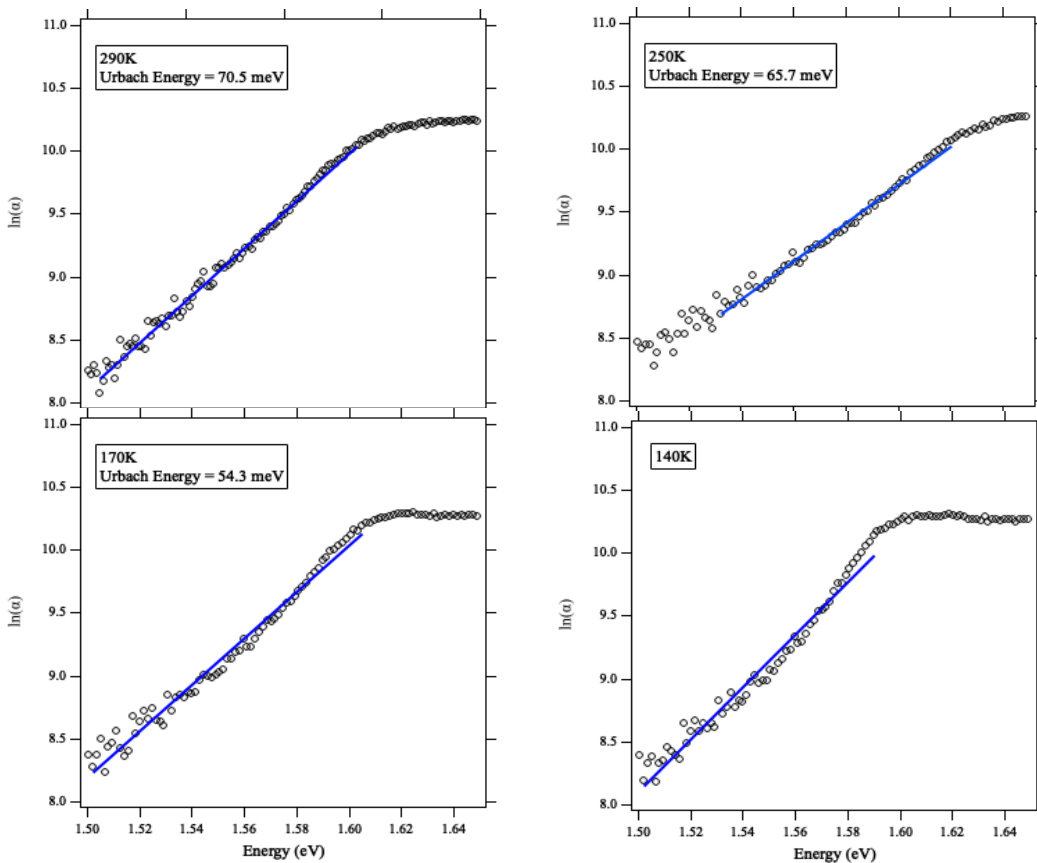 11.0
10.5
10.0
9.5
9.0
8.5
8.0
ln(α)
290K
Urbach Energy = 70.5 meV
11.0
10.5
10.0
9.5
9.0
8.5
8.0
ln(α)
250K
Urbach Energy = 65.7 meV
11.0
10.5
10.0
9.5
9.0
8.5
8.0
ln(α)
170K
Urbach Energy = 54.3 meV
1.50 1.52 1.54 1.56 1.58 1.60 1.62 1.64
Energy (eV)
11.0
10.5
10.0
9.5
9.0
8.5
8.0
ln(α)
140K
1.50 1.52 1.54 1.56 1.58 1.60 1.62 1.64
Energy (eV)